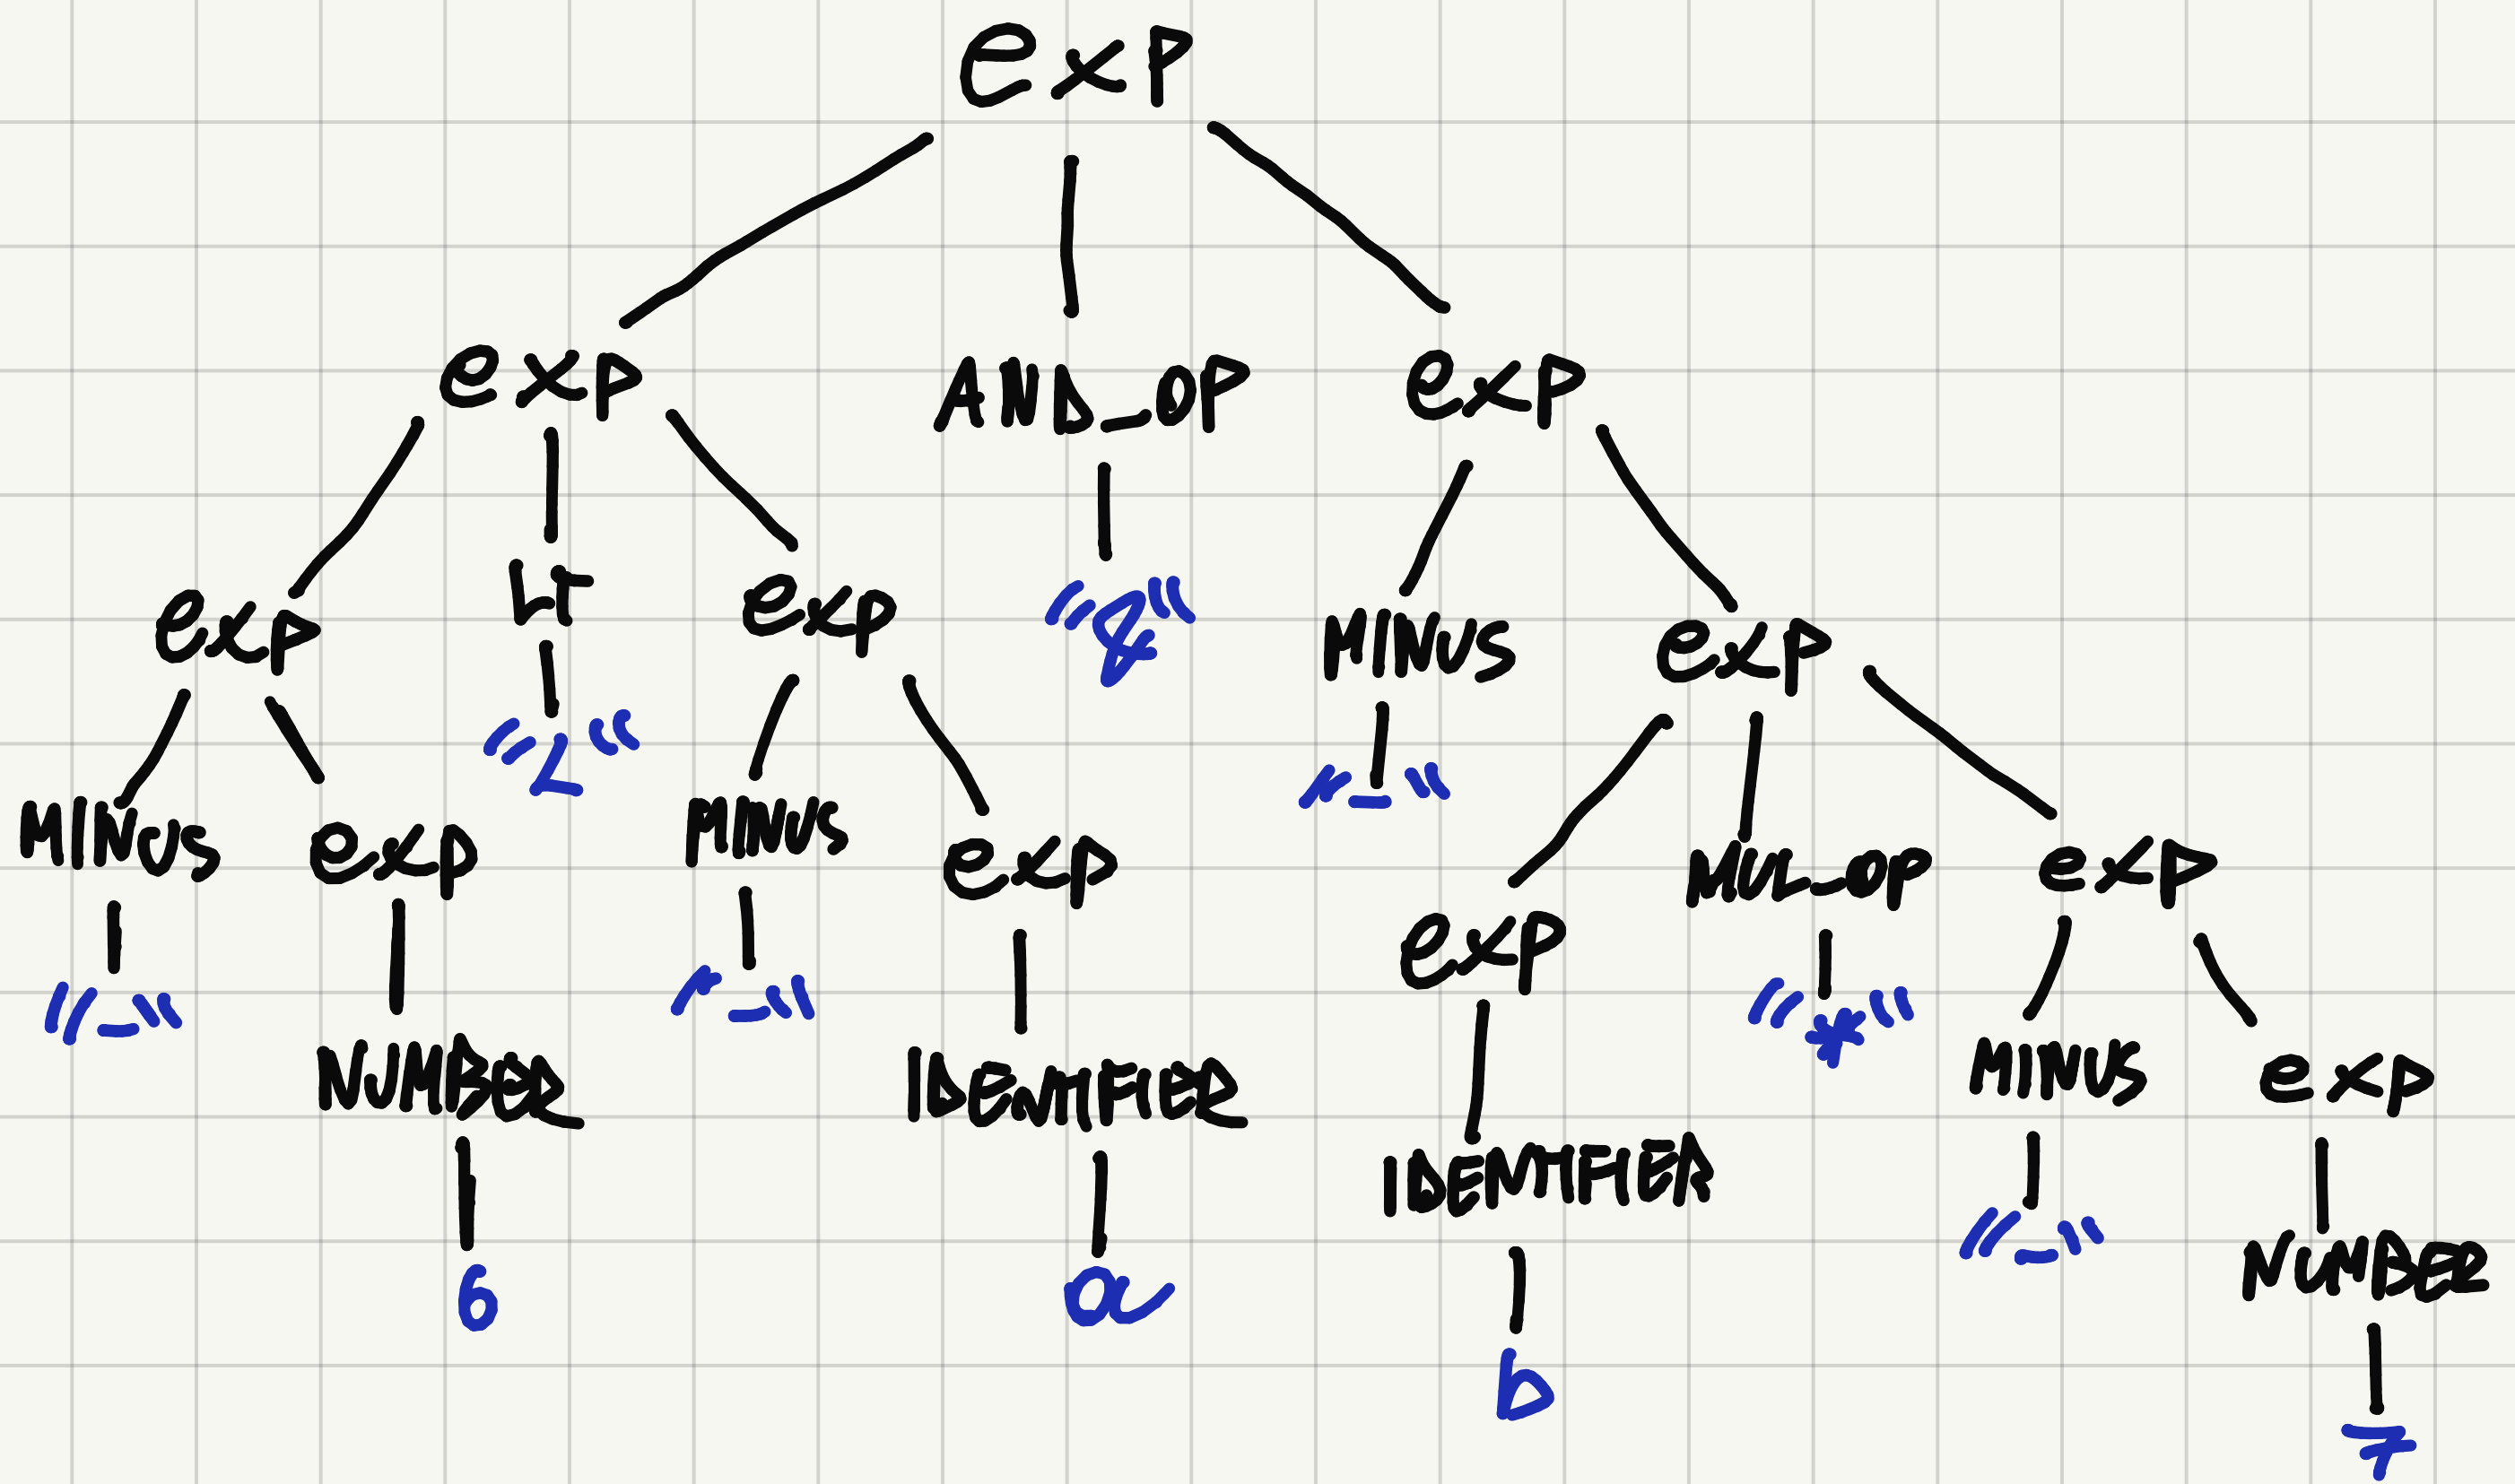 exp
exp AND_OP exp
exp LT exp "&" MINUS exp
"<" "-"
MINUS exp MINUS exp MUL_OP exp
exp
"-" "-" "*"
NUMBER IDENTIFIER MINUS exp
IDENTIFIER
6 a "-" NUMBER
b
7